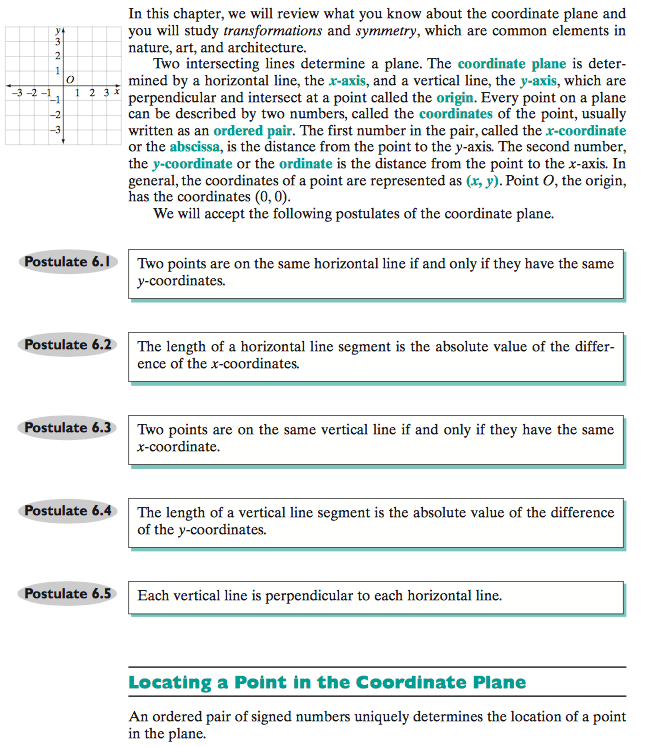 In this chapter, we will review what you know about the coordinate plane and
you will study transformations and symmetry, which are common elements in
nature, art, and architecture.
Two intersecting lines determine a plane. The coordinate plane is deter-
mined by a horizontal line, the x-axis, and a vertical line, the y-axis, which are
perpendicular and intersect at a point called the origin. Every point on a plane
can be described by two numbers, called the coordinates of the point, usually
written as an ordered pair. The first number in the pair, called the x-coordinate
or the abscissa, is the distance from the point to the y-axis. The second number,
the y-coordinate or the ordinate is the distance from the point to the x-axis. In
general, the coordinates of a point are represented as (x, y). Point O, the origin,
has the coordinates (0, 0).
We will accept the following postulates of the coordinate plane.
y
3
2
1
O
-3 -2 -1 1 2 3 x
-1
-2
-3
Postulate 6.1
Two points are on the same horizontal line if and only if they have the same
y-coordinates.
Postulate 6.2
The length of a horizontal line segment is the absolute value of the differ-
ence of the x-coordinates.
Postulate 6.3
Two points are on the same vertical line if and only if they have the same
x-coordinate.
Postulate 6.4
The length of a vertical line segment is the absolute value of the difference
of the y-coordinates.
Postulate 6.5
Each vertical line is perpendicular to each horizontal line.
Locating a Point in the Coordinate Plane
An ordered pair of signed numbers uniquely determines the location of a point
in the plane.